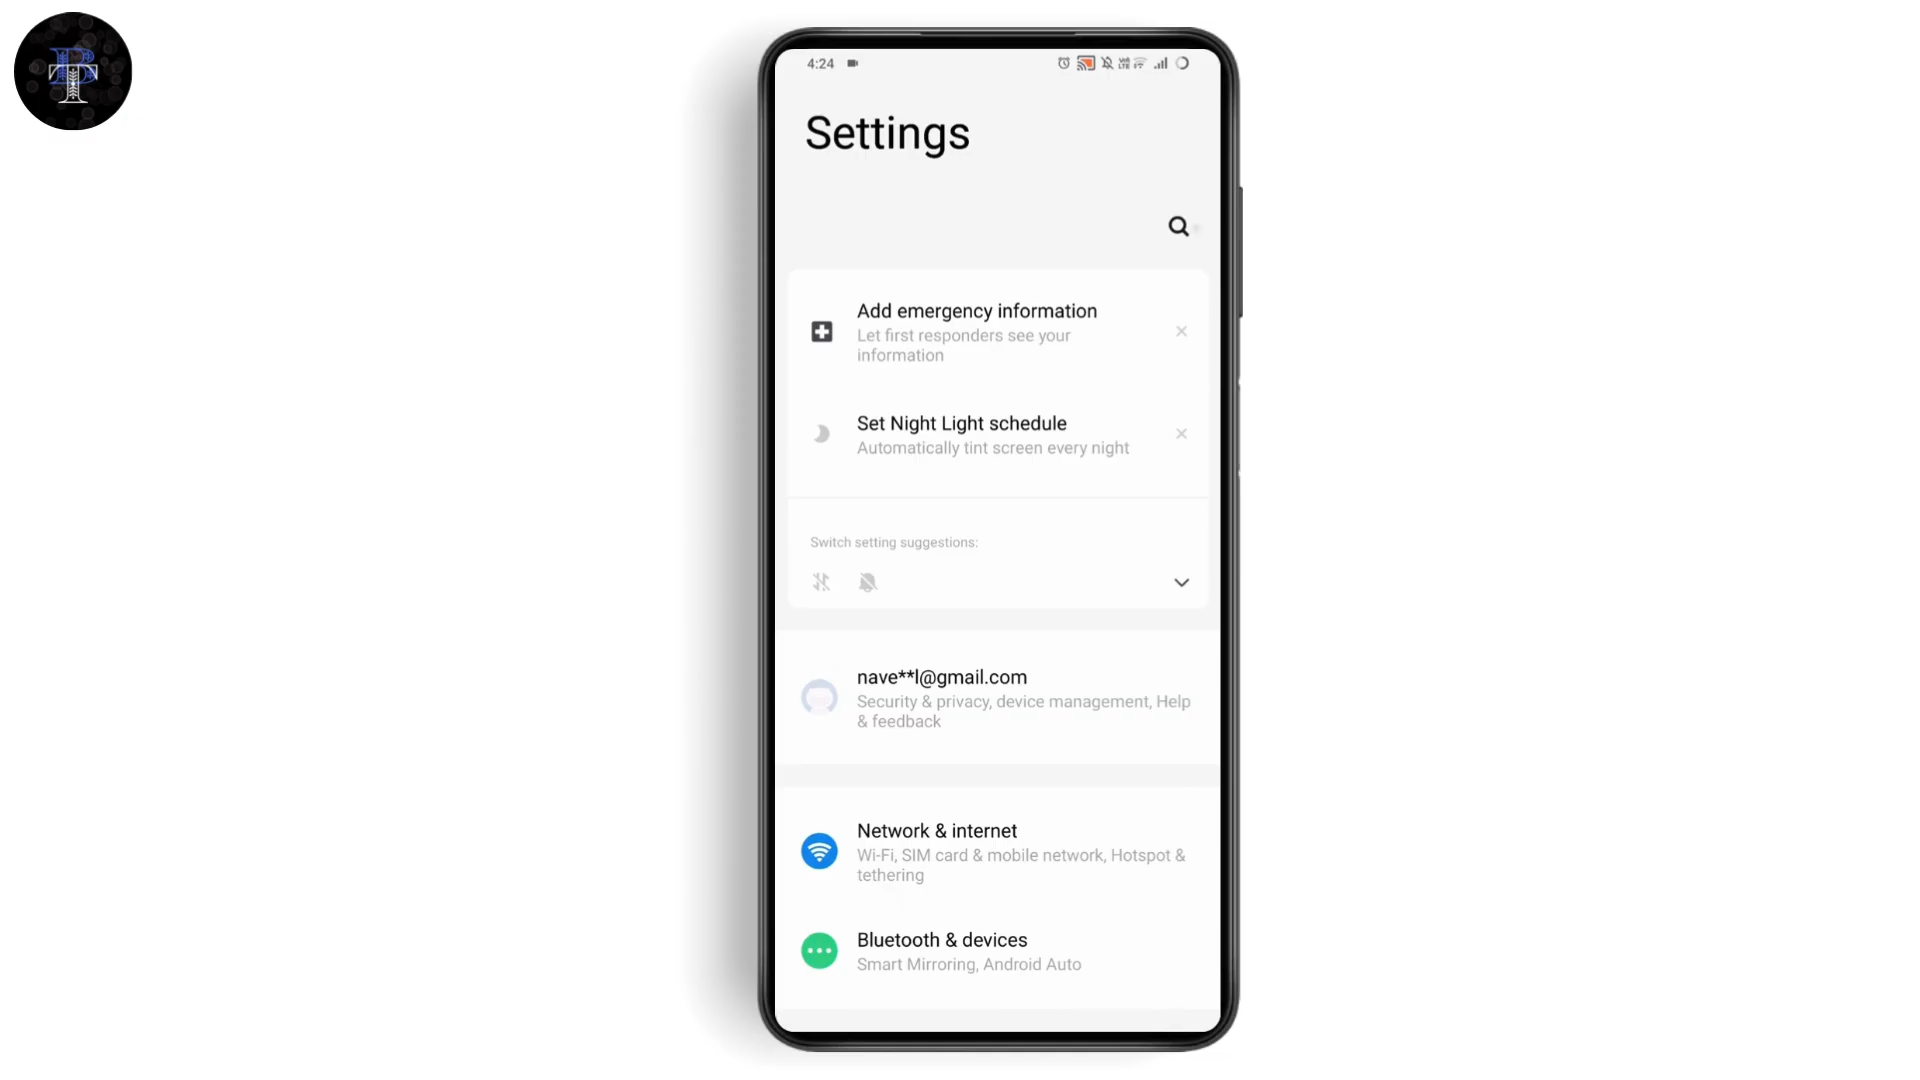 BT
4:24
Settings
Add emergency information
Let first responders see your
information
Set Night Light schedule
Automatically tint screen every night
Switch setting suggestions:
nave**l@gmail.com
Security & privacy, device management, Help
& feedback
Network & internet
Wi-Fi, SIM card & mobile network, Hotspot &
tethering
Bluetooth & devices
Smart Mirroring, Android Auto